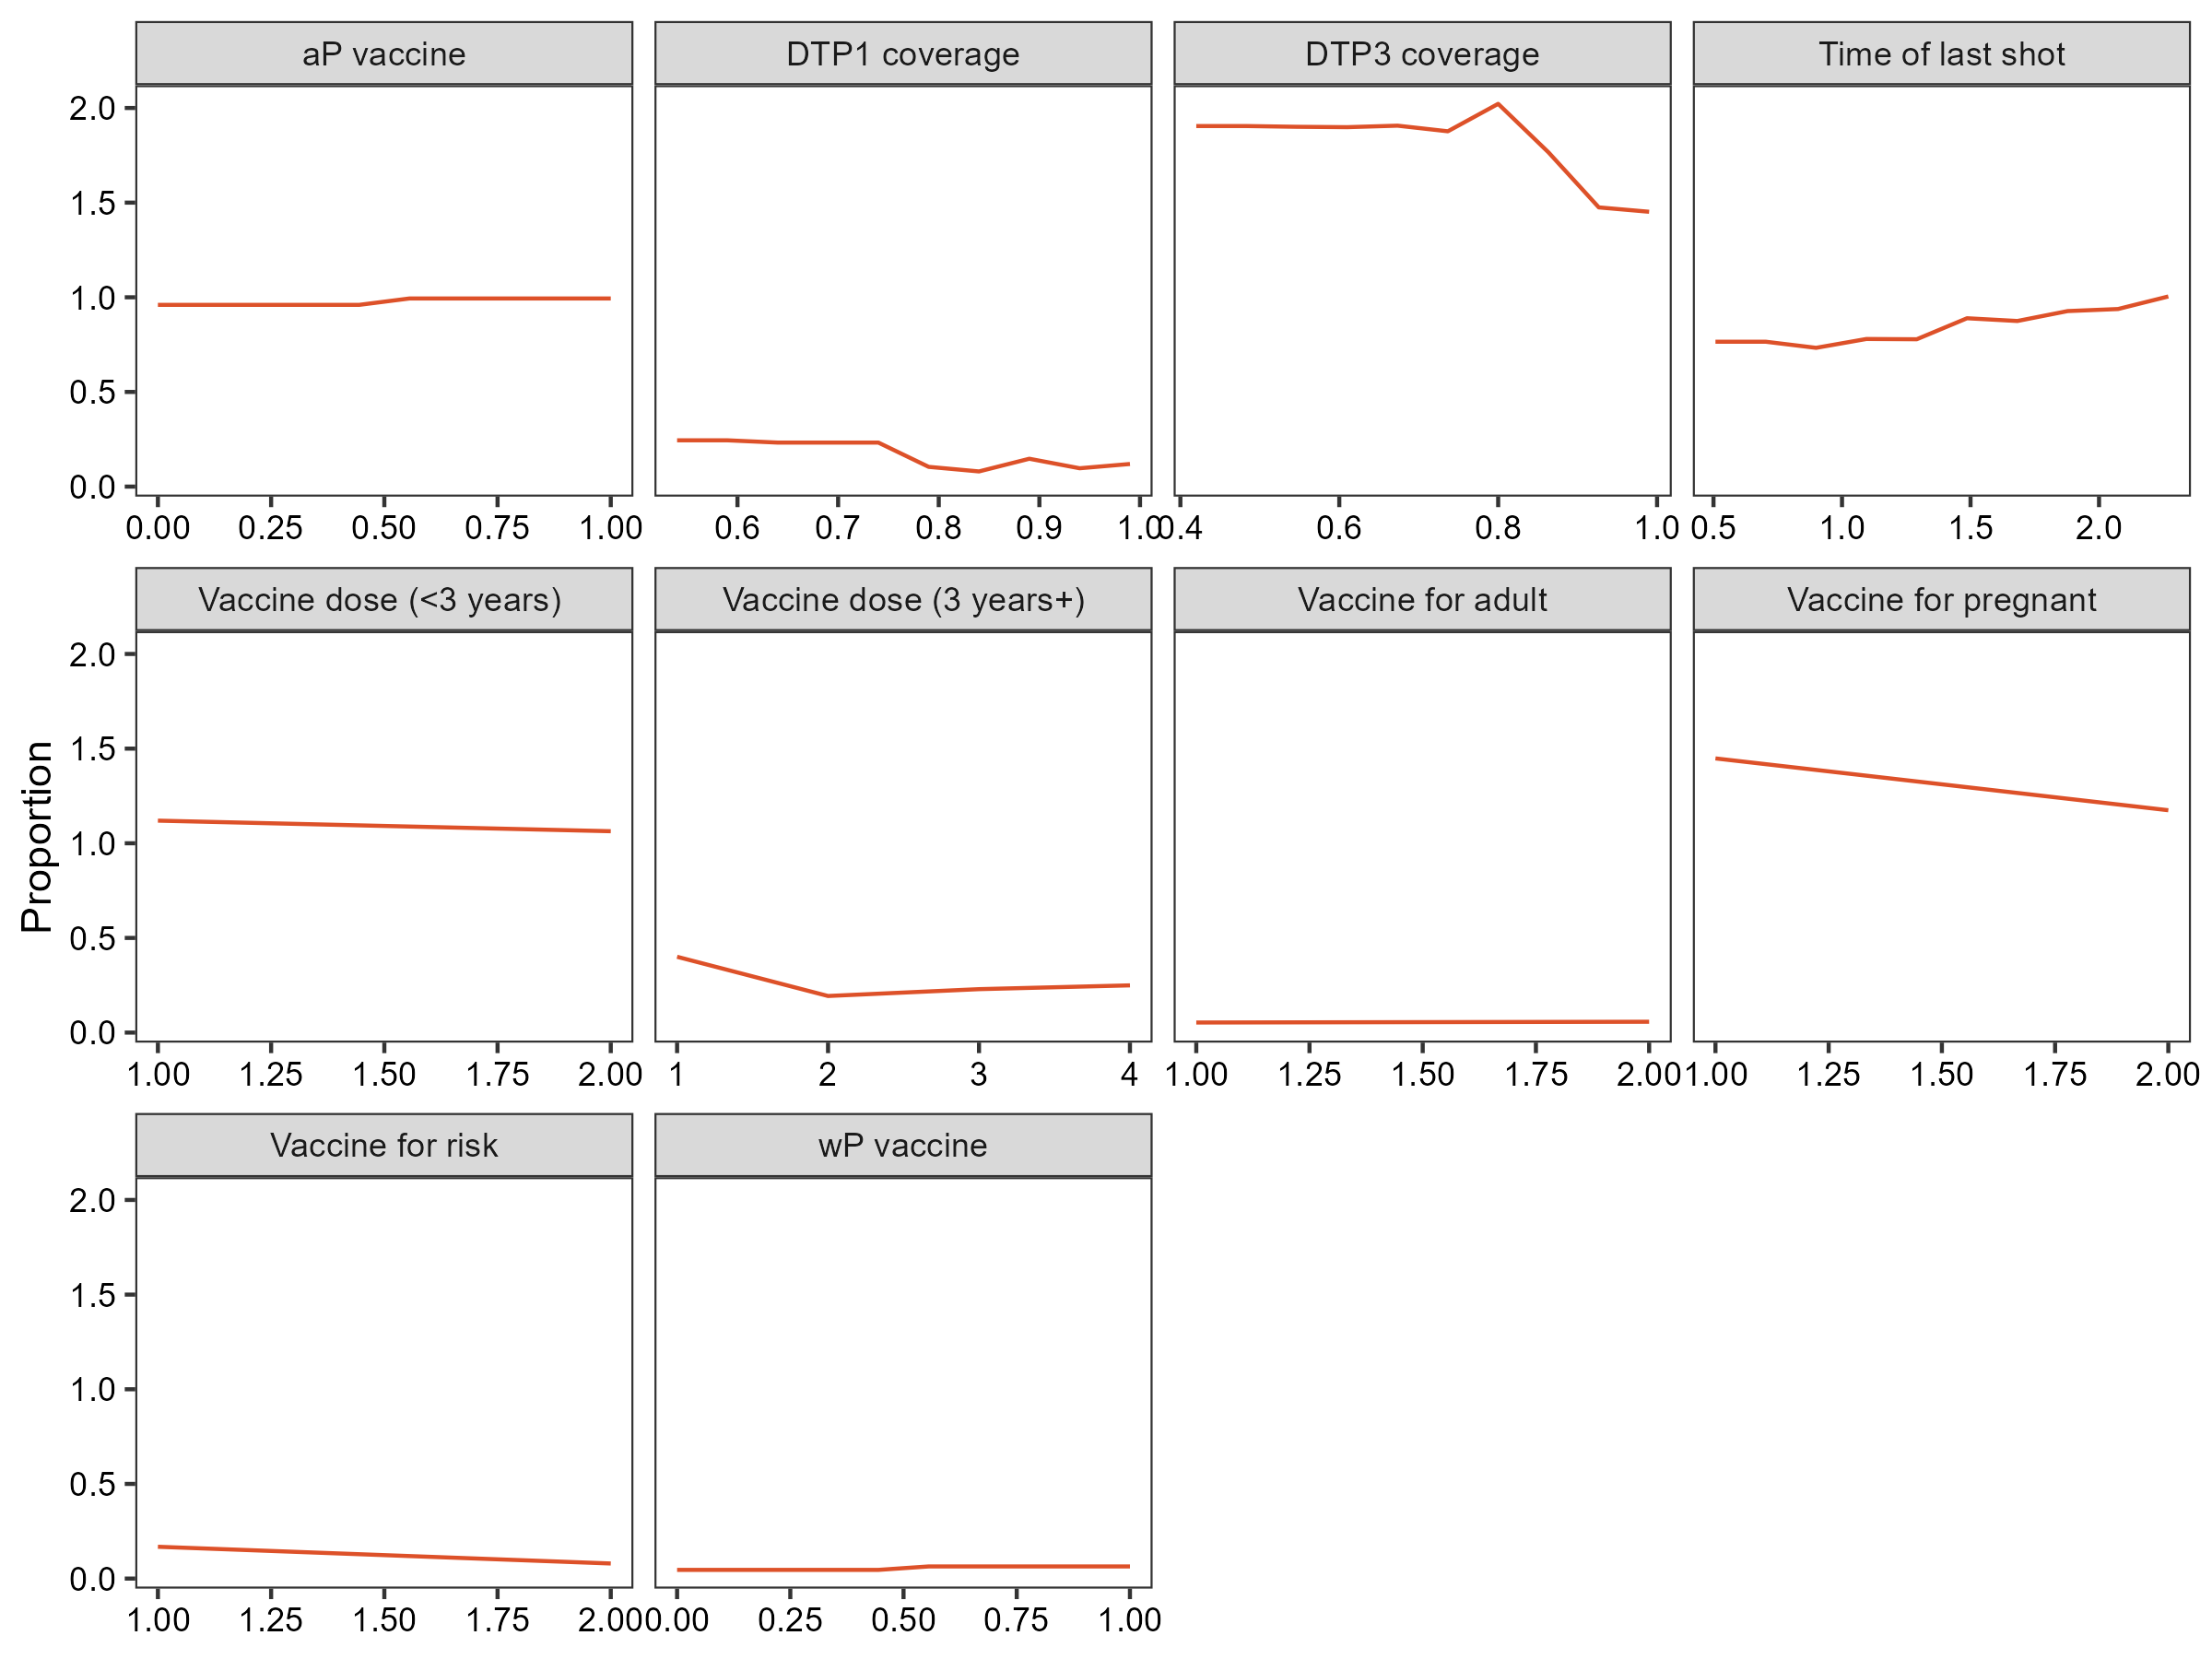 aP vaccine
DTP1 coverage
DTP3 coverage
Time of last shot
2.0
1.5
1.0
0.5
0.0
0.00 0.25 0.50 0.75 1.00
0.6 0.7 0.8 0.9 1.0
0.4 0.6 0.8 1.0
0.5 1.0 1.5 2.0
Vaccine dose (<3 years)
Vaccine dose (3 years+)
Vaccine for adult
Vaccine for pregnant
Proportion
2.0
1.5
1.0
0.5
0.0
1.00 1.25 1.50 1.75 2.00
1 2 3 4
1.00 1.25 1.50 1.75 2.00
1.00 1.25 1.50 1.75 2.00
Vaccine for risk
wP vaccine
2.0
1.5
1.0
0.5
0.0
1.00 1.25 1.50 1.75 2.00
0.00 0.25 0.50 0.75 1.00